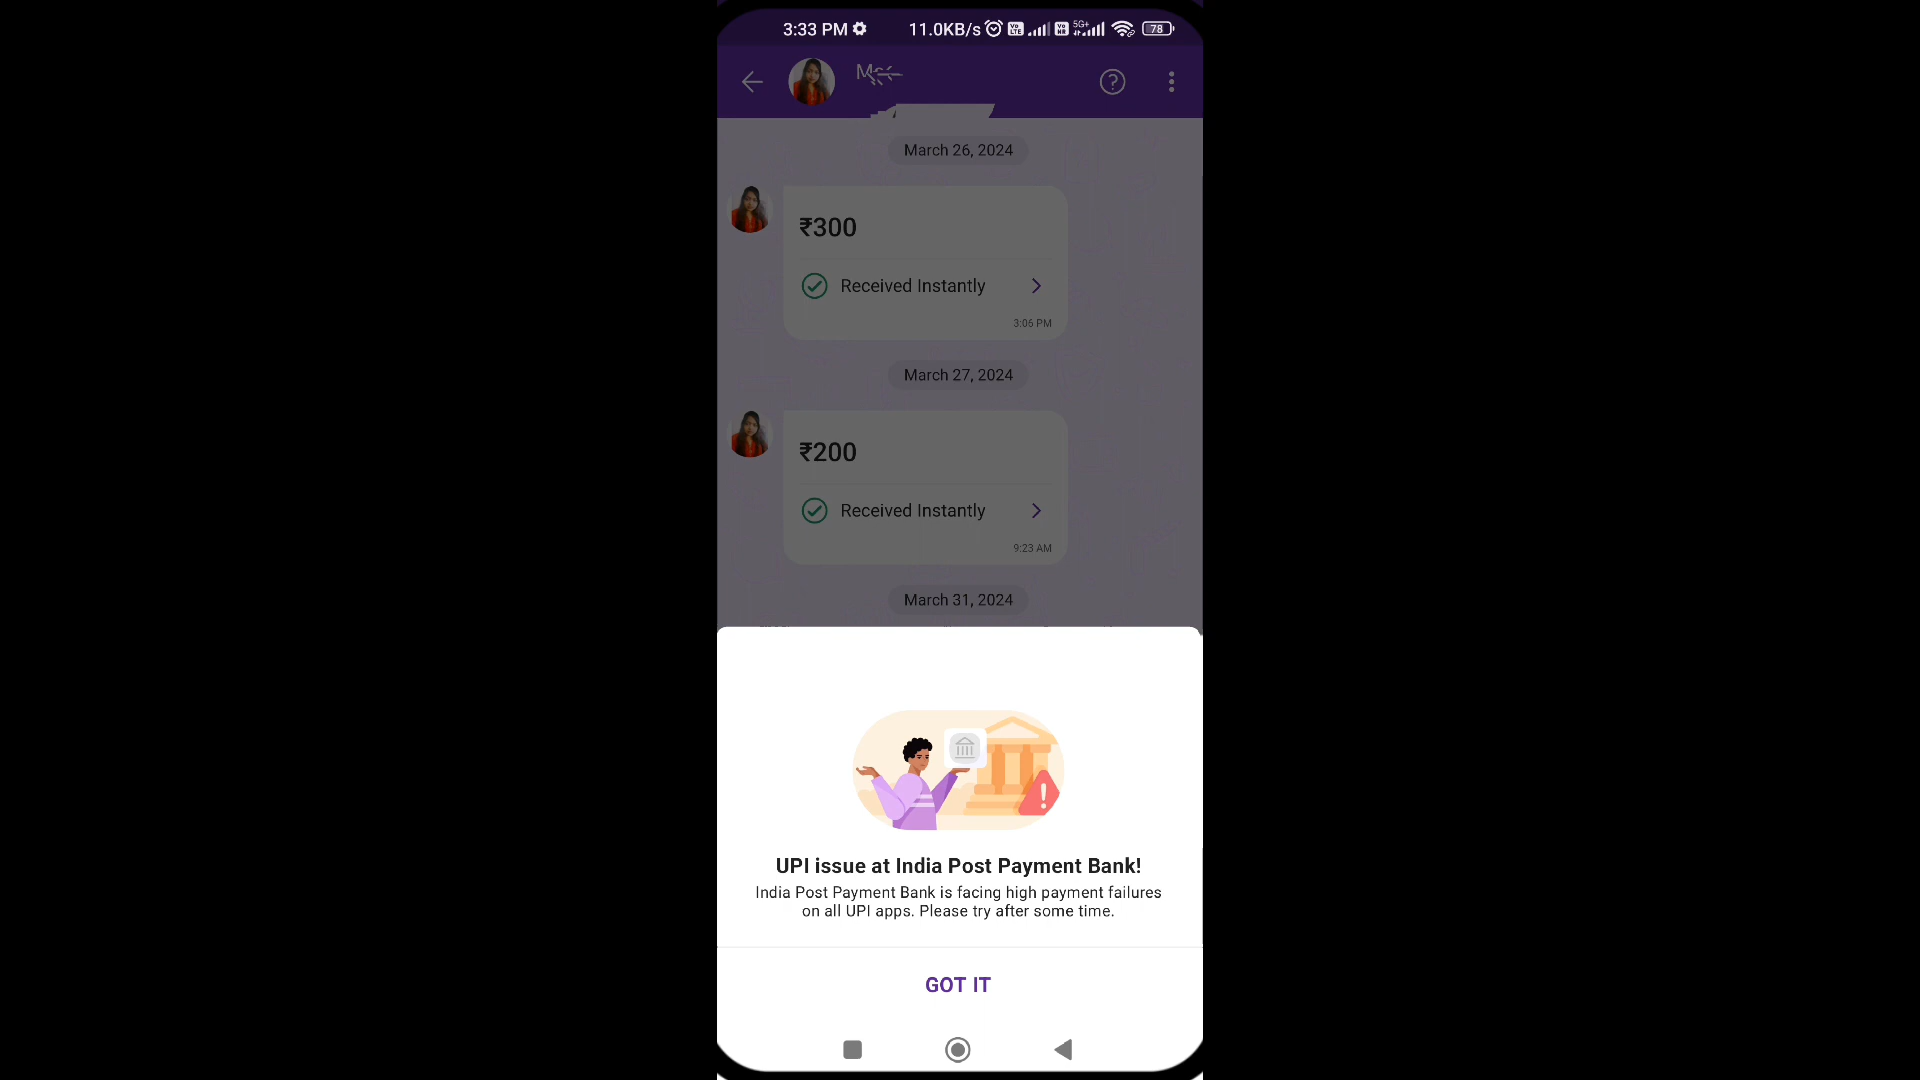 3:33 PM 11.0KB/s 5G+ 78
March 26, 2024
₹300
Received Instantly
3:06 PM
March 27, 2024
₹200
Received Instantly
9:23 AM
March 31, 2024
UPI issue at India Post Payment Bank!
India Post Payment Bank is facing high payment failures
on all UPI apps. Please try after some time.
GOT IT